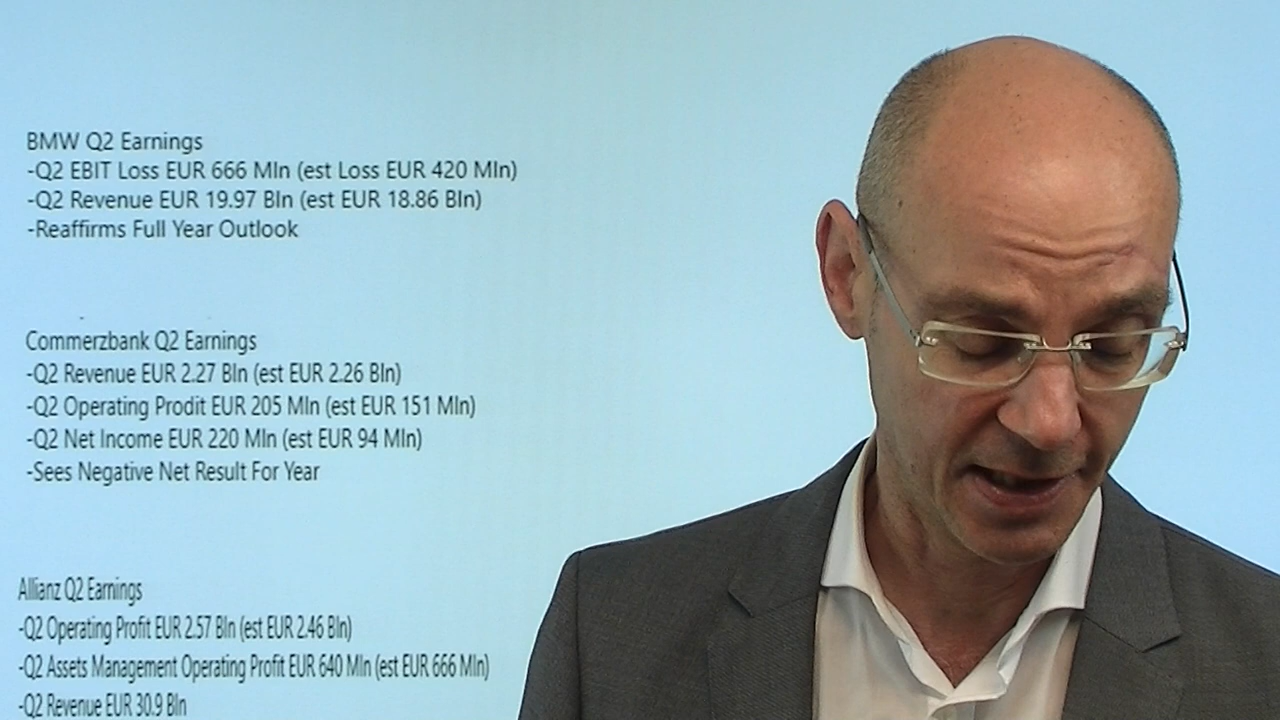 BMW Q2 Earnings
-Q2 EBIT Loss EUR 666 Mln (est Loss EUR 420 Mln)
-Q2 Revenue EUR 19.97 Bln (est EUR 18.86 Bln)
-Reaffirms Full Year Outlook
Commerzbank Q2 Earnings
-Q2 Revenue EUR 2.27 Bln (est EUR 2.26 Bln)
-Q2 Operating Prodit EUR 205 Mln (est EUR 151 Mln)
-Q2 Net Income EUR 220 Mln (est EUR 94 Mln)
-Sees Negative Net Result For Year
Allianz Q2 Earnings
-Q2 Operating Profit EUR 2.57 Bln (est EUR 2.46 Bln)
-Q2 Assets Management Operating Profit EUR 640 Mln (est EUR 666 Mln)
-Q2 Revenue EUR 30.9 Bln